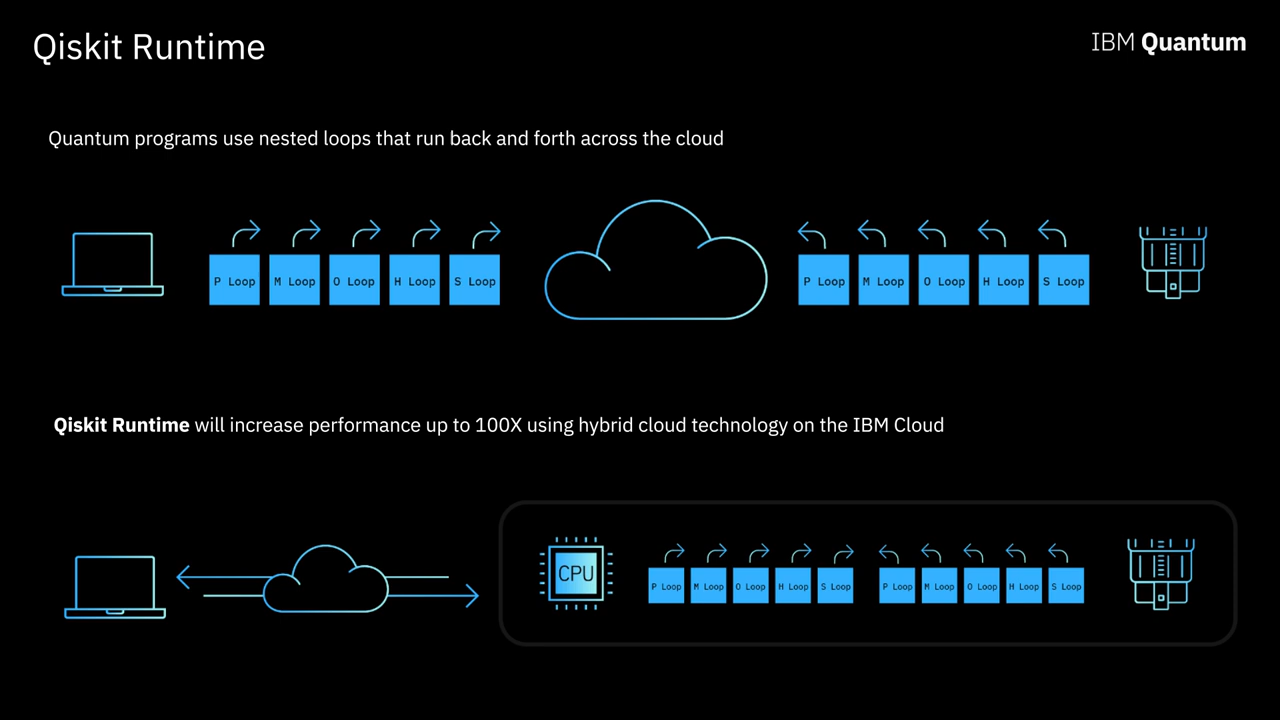 Qiskit Runtime
IBM Quantum
Quantum programs use nested loops that run back and forth across the cloud
P Loop M Loop O Loop H Loop S Loop P Loop M Loop O Loop H Loop S Loop
Qiskit Runtime will increase performance up to 100X using hybrid cloud technology on the IBM Cloud
CPU P Loop M Loop O Loop H Loop S Loop P Loop M Loop O Loop H Loop S Loop